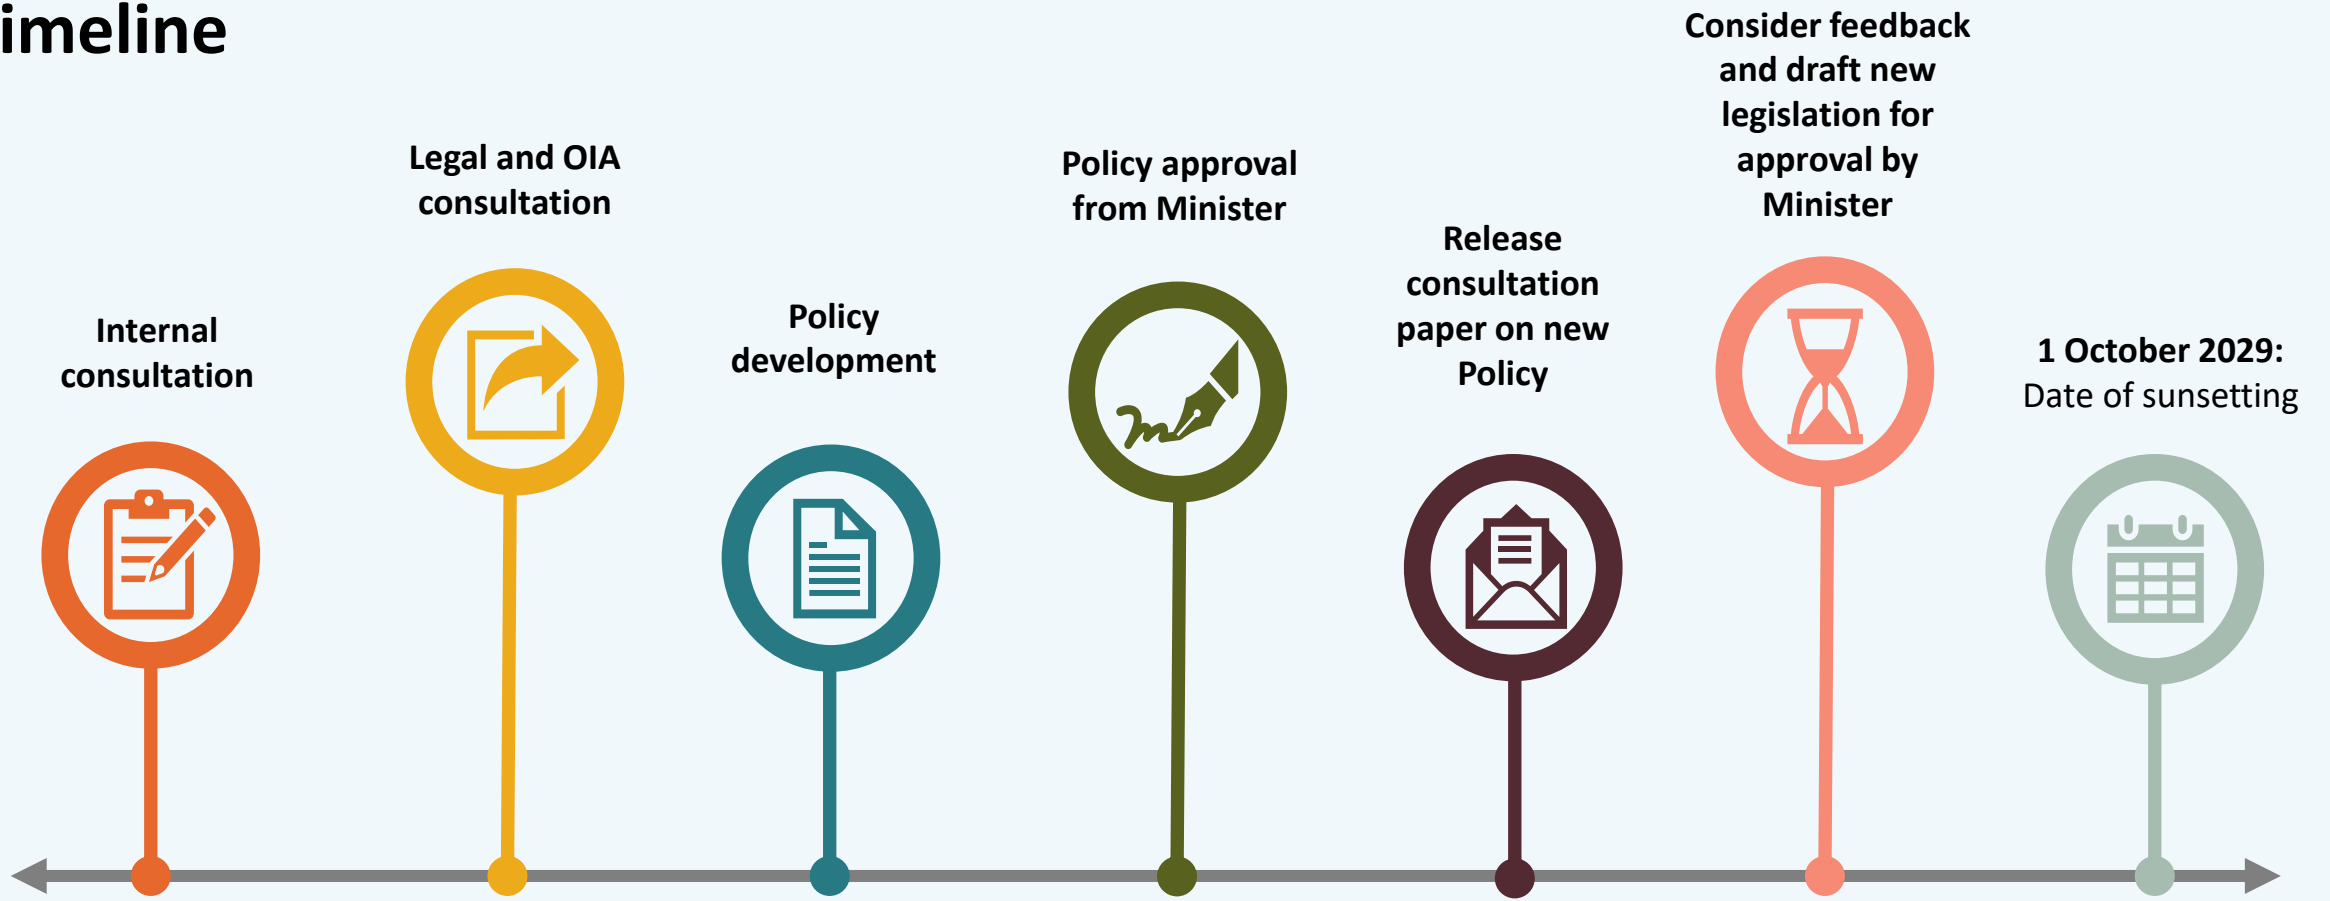 imeline
Internal
consultation
Legal and OIA
consultation
Policy
development
Policy approval
from Minister
Release
consultation
paper on new
Policy
Consider feedback
and draft new
legislation for
approval by
Minister
1 October 2029:
Date of sunsetting